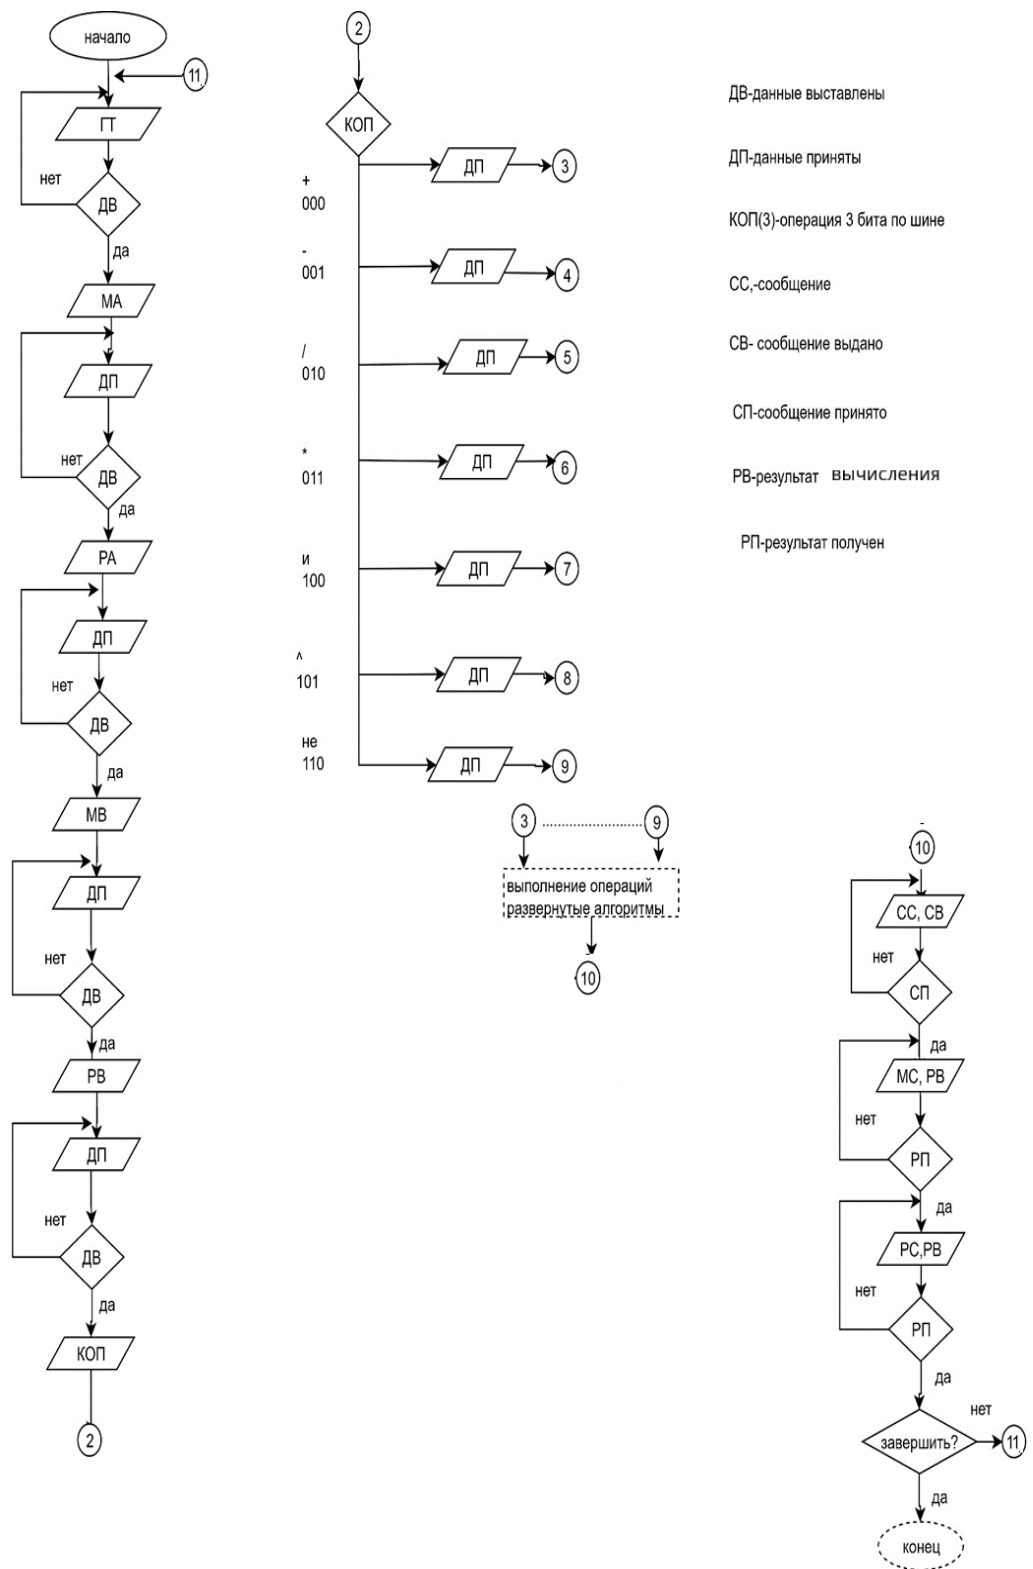 начало
11
ГТ
нет
ДВ
да
МА
ДП
нет
ДВ
да
РА
ДП
нет
ДВ
да
МВ
ДП
нет
ДВ
да
РВ
ДП
нет
ДВ
да
КОП
2
2
КОП
+
000
ДП
3
-
001
ДП
4
/
010
ДП
5
*
011
ДП
6
и
100
ДП
7
^
101
ДП
8
не
110
ДП
9
3 ...................... 9
выполнение операций
развернутые алгоритмы
10
ДВ-данные выставлены
ДП-данные приняты
КОП(3)-операция 3 бита по шине
СС,-сообщение
СВ- сообщение выдано
СП-сообщение принято
РВ-результат вычисления
РП-результат получен
10
СС, СВ
нет
СП
да
МС, РВ
нет
РП
да
РС,РВ
нет
РП
да
завершить?
нет
11
да
конец